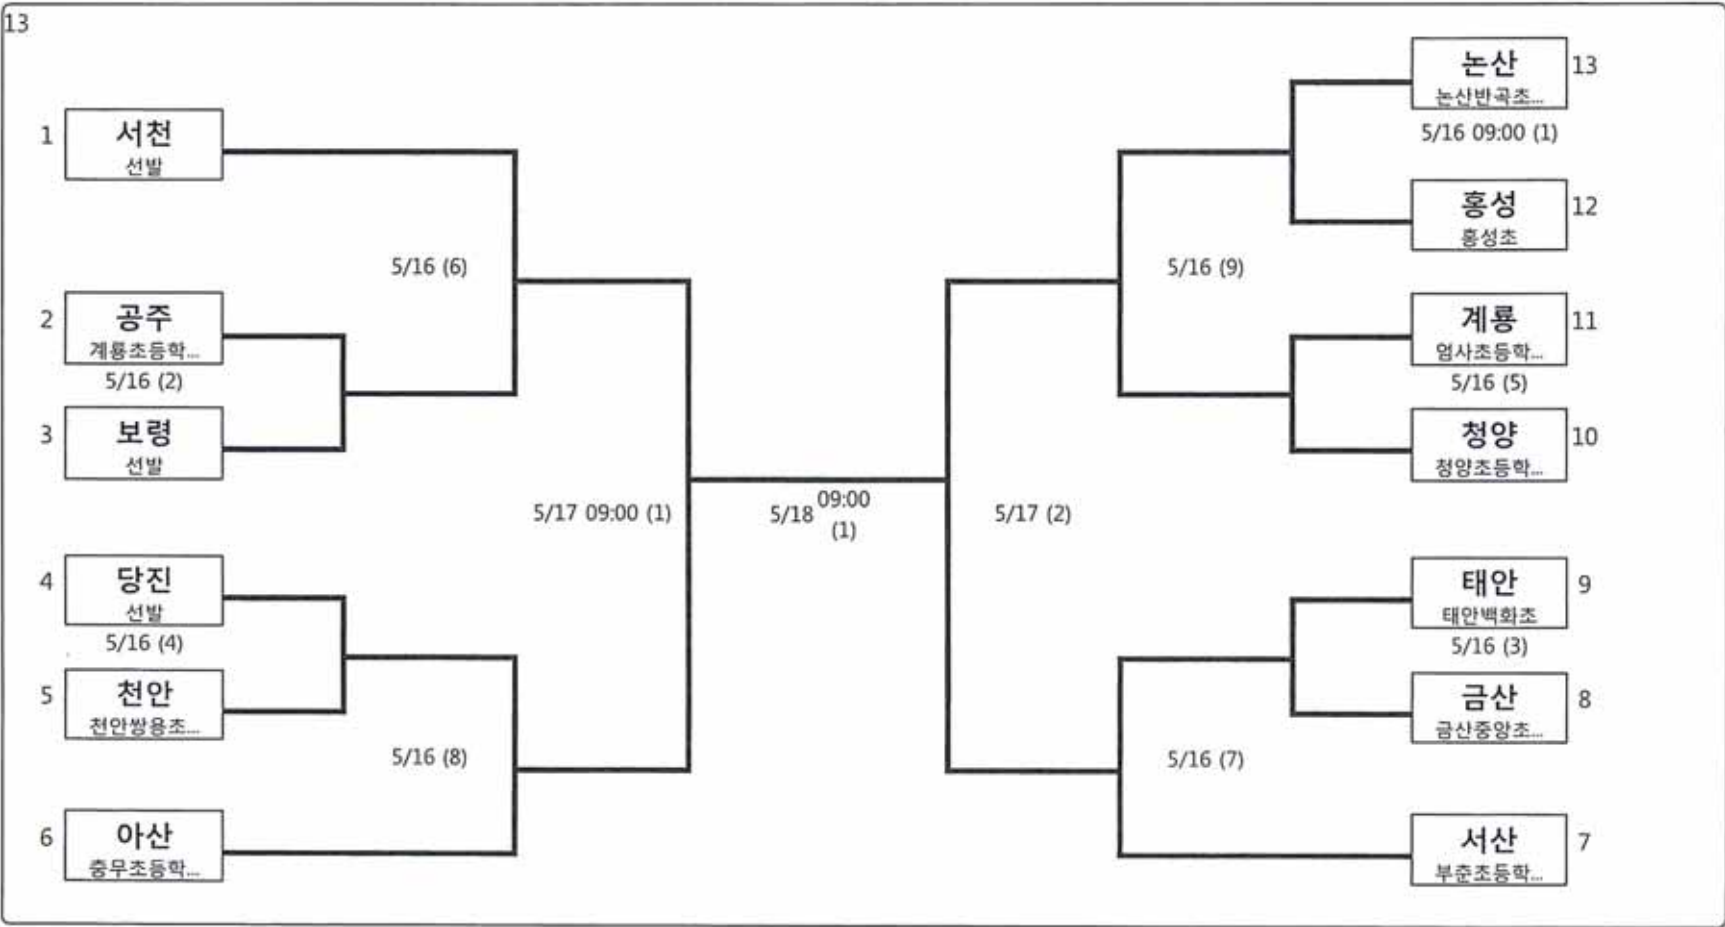 13
1
서천
선발
5/16 (6)
2
공주
계룡초등학...
5/16 (2)
3
보령
선발
4
당진
선발
5/16 (4)
5
천안
천안쌍용초...
5/16 (8)
6
아산
충무초등학...
5/17 09:00 (1)
5/18
09:00
(1)
5/17 (2)
논산
논산반곡초...
13
5/16 09:00 (1)
홍성
홍성초
12
5/16 (9)
계룡
엄사초등학...
11
5/16 (5)
청양
청양초등학...
10
태안
태안백화초
9
5/16 (3)
금산
금산중앙초...
8
5/16 (7)
서산
부춘초등학...
7